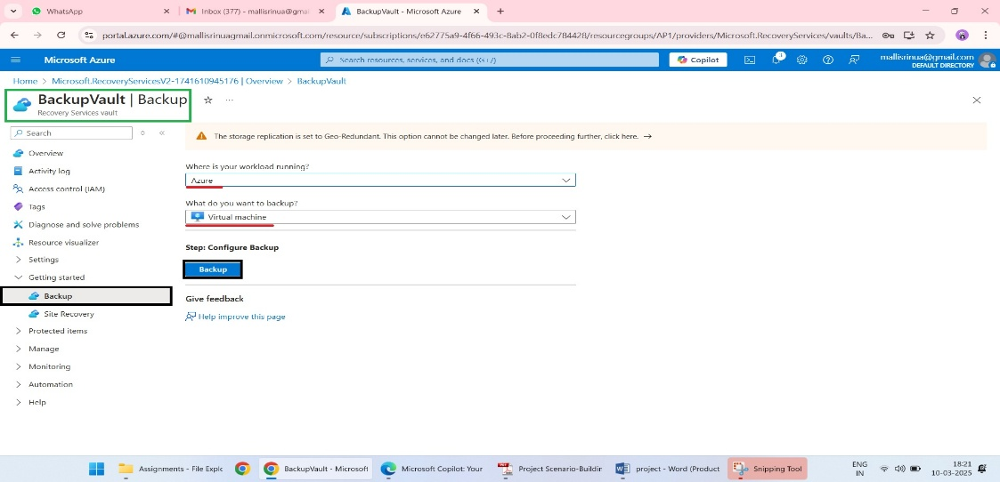 WhatsApp
Inbox (377) - mallisrinua@gmai
BackupVault - Microsoft Azure
portal.azure.com/#@mallisrinuagmail.onmicrosoft.com/resource/subscriptions/e62775a9-4f66-493c-8ab2-0f8edc784428/resourcegroups/AP1/providers/Microsoft.RecoveryServices/vaults/Ba...
Microsoft Azure
Search resources, services, and docs (G+/)
Copilot
1
mallisrinua@gmail.com
DEFAULT DIRECTORY
Home > Microsoft.RecoveryServicesV2-1741610945176 | Overview > BackupVault
BackupVault | Backup
Recovery Services vault
Search
The storage replication is set to Geo-Redundant. This option cannot be changed later. Before proceeding further, click here. →
Overview
Activity log
Access control (IAM)
Tags
Diagnose and solve problems
Resource visualizer
Settings
Getting started
Backup
Site Recovery
Protected items
Manage
Monitoring
Automation
Help
Where is your workload running?
Azure
What do you want to backup?
Virtual machine
Step: Configure Backup
Backup
Give feedback
Help improve this page
Assignments - File Explo
BackupVault - Microsoft
Microsoft Copilot: Your
Project Scenario-Buildin
project - Word (Product
Snipping Tool
ENG
IN
18:21
10-03-2025